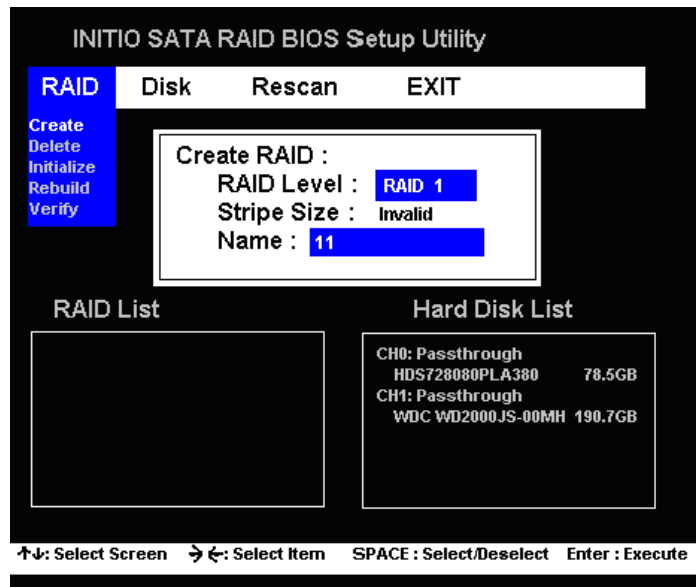 INITIO SATA RAID BIOS Setup Utility
RAID Disk Rescan EXIT
Create
Delete
Initialize
Rebuild
Verify
Create RAID :
RAID Level : RAID 1
Stripe Size : Invalid
Name : 11
RAID List
Hard Disk List
CH0: Passthrough
HDS728080PLA380 78.5GB
CH1: Passthrough
WDC WD2000JS-00MH 190.7GB
↑↓: Select Screen →←: Select Item SPACE : Select/Deselect Enter : Execute